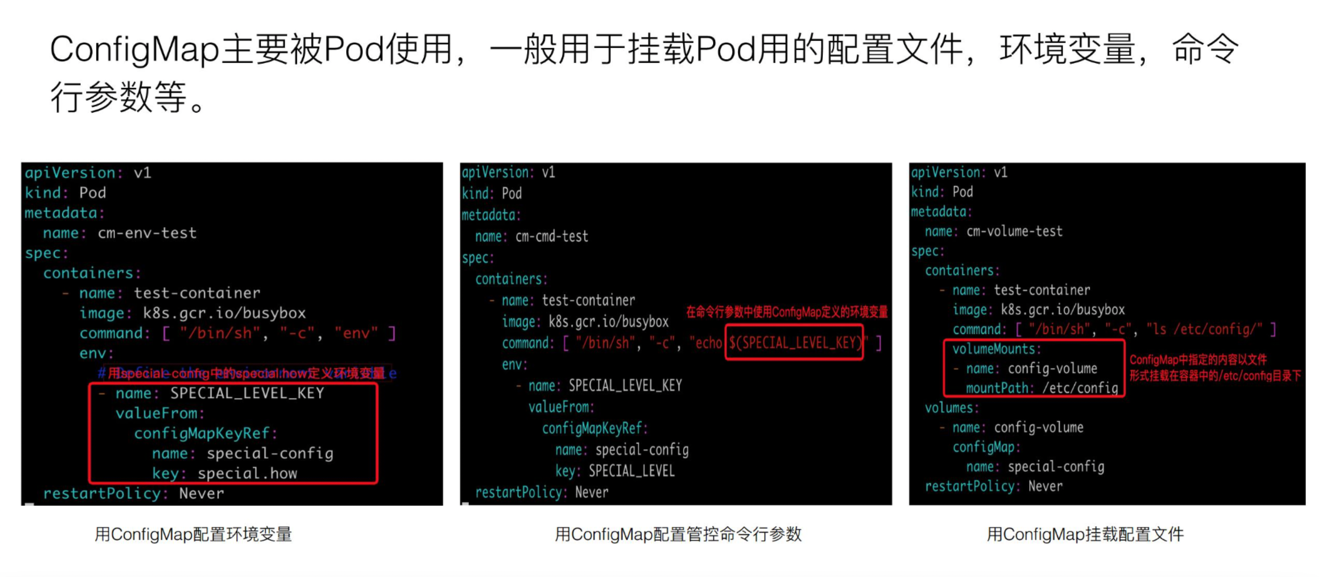 ConfigMap主要被Pod使用，一般用于挂载Pod用的配置文件，环境变量，命令
行参数等。
apiVersion: v1
kind: Pod
metadata:
  name: cm-env-test
spec:
  containers:
    - name: test-container
      image: k8s.gcr.io/busybox
      command: [ "/bin/sh", "-c", "env" ]
      env:
        用special-config中的special.how定义环境变量
        - name: SPECIAL_LEVEL_KEY
          valueFrom:
            configMapKeyRef:
              name: special-config
              key: special.how
  restartPolicy: Never
用ConfigMap配置环境变量
apiVersion: v1
kind: Pod
metadata:
  name: cm-cmd-test
spec:
  containers:
    - name: test-container
在命令行参数中使用ConfigMap定义的环境变量
      image: k8s.gcr.io/busybox
      command: [ "/bin/sh", "-c", "echo $(SPECIAL_LEVEL_KEY)" ]
      env:
        - name: SPECIAL_LEVEL_KEY
          valueFrom:
            configMapKeyRef:
              name: special-config
              key: SPECIAL_LEVEL
  restartPolicy: Never
用ConfigMap配置管控命令行参数
apiVersion: v1
kind: Pod
metadata:
  name: cm-volume-test
spec:
  containers:
    - name: test-container
      image: k8s.gcr.io/busybox
      command: [ "/bin/sh", "-c", "ls /etc/config/" ]
      volumeMounts:
      - name: config-volume
        mountPath: /etc/config
ConfigMap中指定的内容以文件
形式挂载在容器中的/etc/config目录下
  volumes:
    - name: config-volume
      configMap:
        name: special-config
  restartPolicy: Never
用ConfigMap挂载配置文件